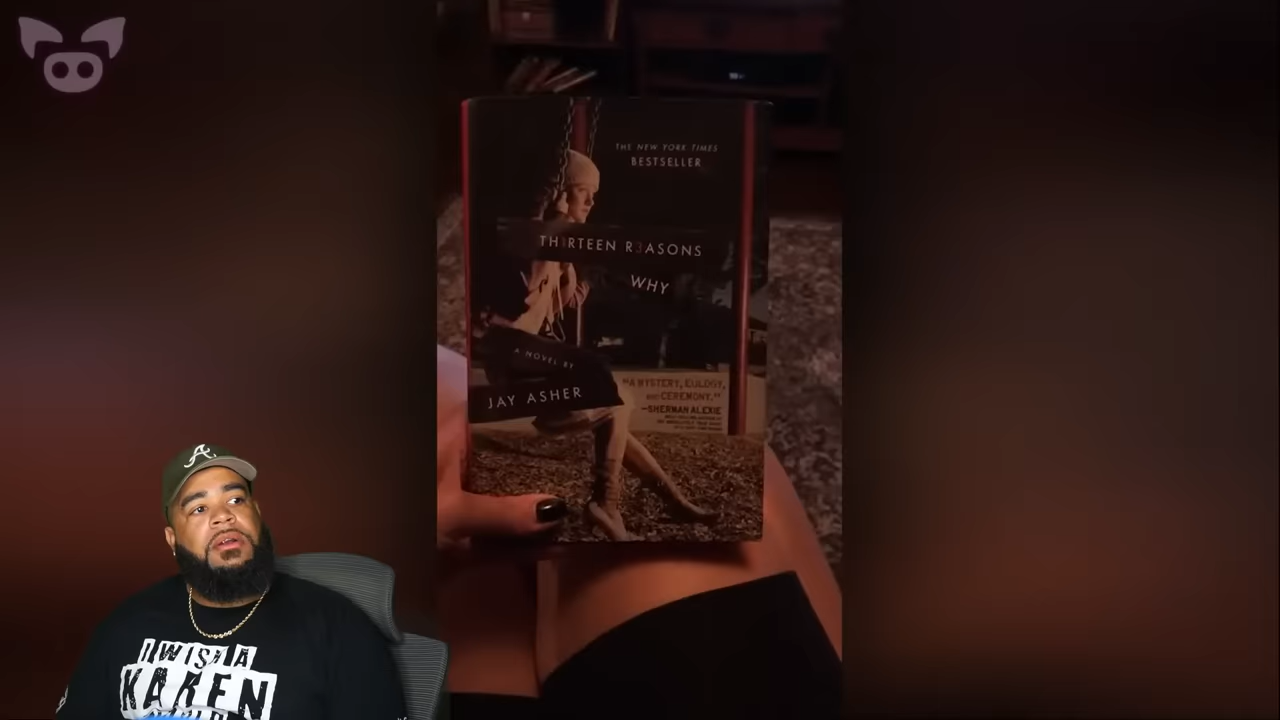 THE NEW YORK TIMES
BESTSELLER
TH1RTEEN R3ASONS
WHY
A NOVEL BY
JAY ASHER
"A MYSTERY, EULOGY,
AND CEREMONY."
—SHERMAN ALEXIE
A
I WISH A
KAREN